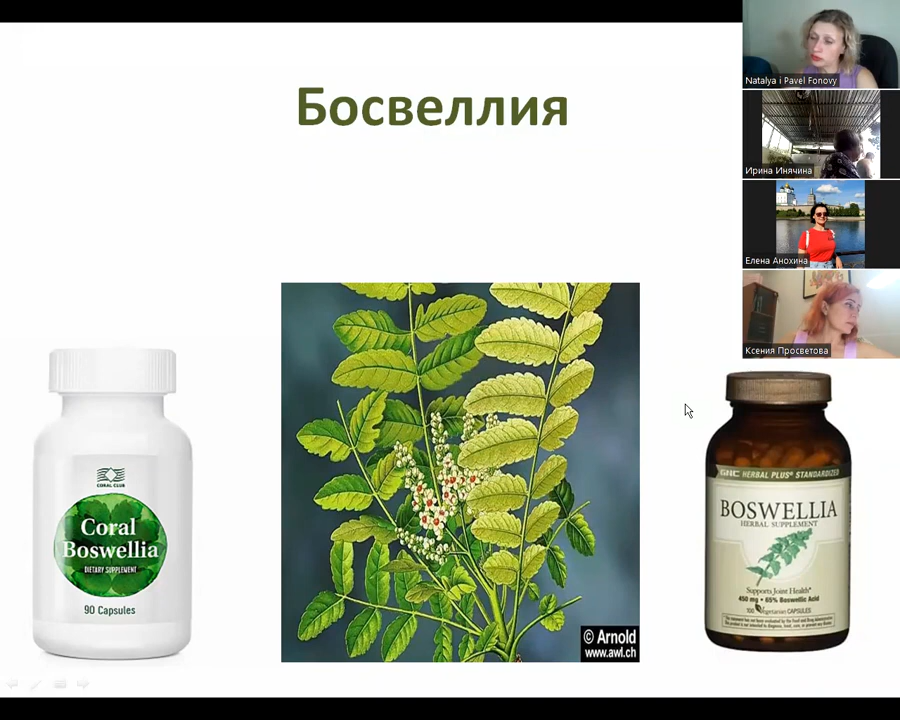 Босвеллия
Natalya i Pavel Fonovy
Ирина Инячина
Елена Анохина
Ксения Просветова
CORAL CLUB
Coral
Boswellia
DIETARY SUPPLEMENT
90 Capsules
© Arnold
www.awl.ch
GNC HERBAL PLUS® STANDARDIZED
BOSWELLIA
HERBAL SUPPLEMENT
Supports Joint Health*
450 mg • 65% Boswellic Acid
100 Vegetarian CAPSULES